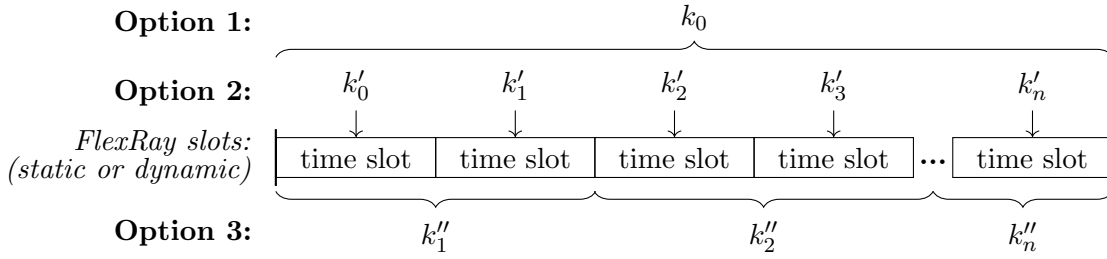 Option 1: k₀
Option 2: k′₀ k′₁ k′₂ k′₃ k′ₙ
FlexRay slots:
(static or dynamic)
time slot time slot time slot time slot ... time slot
Option 3: k″₁ k″₂ k″ₙ